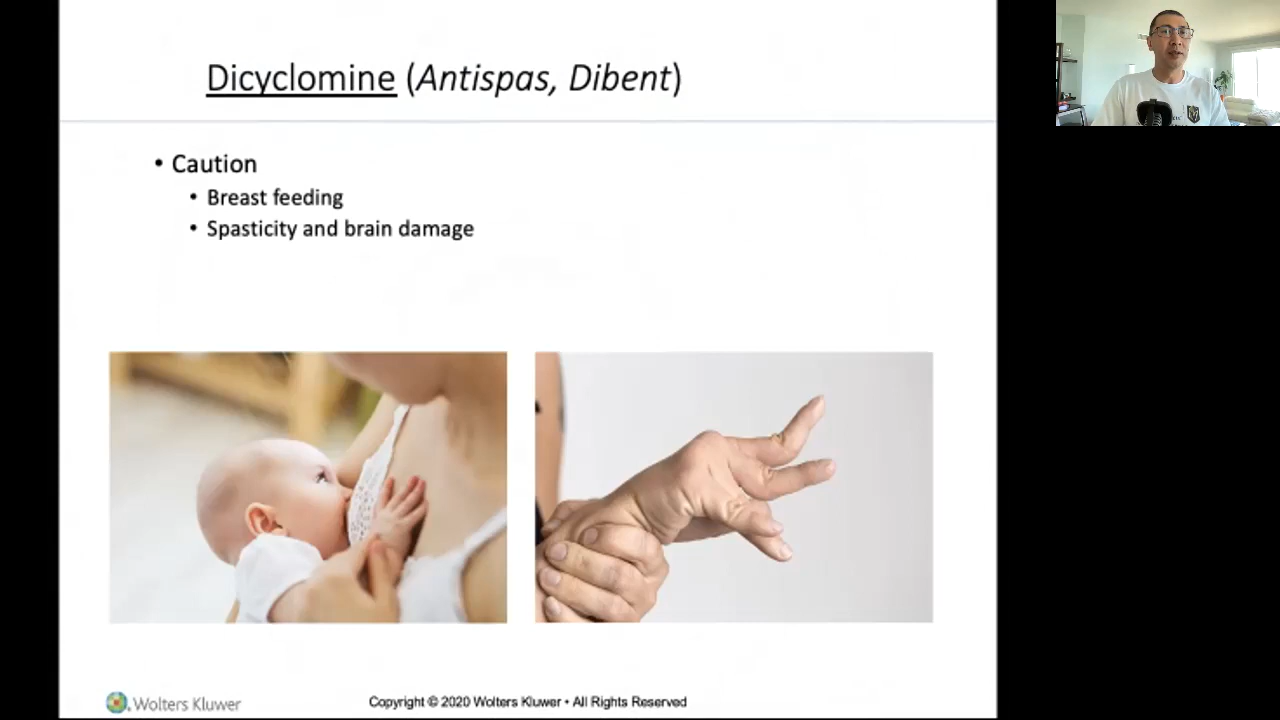 Dicyclomine (Antispas, Dibent)
• Caution
• Breast feeding
• Spasticity and brain damage
Wolters Kluwer
Copyright © 2020 Wolters Kluwer • All Rights Reserved